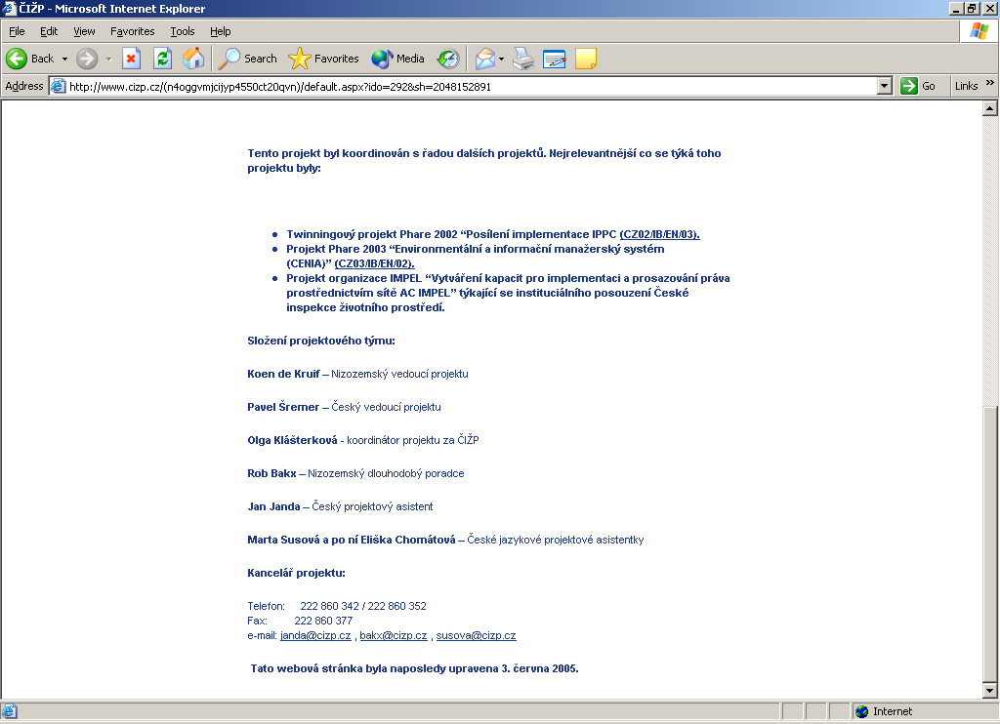 ČIŽP - Microsoft Internet Explorer
File Edit View Favorites Tools Help
Back Search Favorites Media
Address http://www.cizp.cz/(n4oggvmjcijyp4550ct20qvn)/default.aspx?ido=292&sh=2048152891 Go Links »
Tento projekt byl koordinován s řadou dalších projektů. Nejrelevantnější co se týká toho
projektu byly:
• Twinningový projekt Phare 2002 “Posílení implementace IPPC (CZ02/IB/EN/03).
• Projekt Phare 2003 “Environmentální a informační manažerský systém
(CENIA)” (CZ03/IB/EN/02).
• Projekt organizace IMPEL “Vytváření kapacit pro implementaci a prosazování práva
prostřednictvím sítě AC IMPEL” týkající se instituciálního posouzení České
inspekce životního prostředí.
Složení projektového týmu:
Koen de Kruif – Nizozemský vedoucí projektu
Pavel Šremer – Český vedoucí projektu
Olga Klášterková - koordinátor projektu za ČIŽP
Rob Bakx – Nizozemský dlouhodobý poradce
Jan Janda – Český projektový asistent
Marta Susová a po ní Eliška Chomátová – České jazykové projektové asistentky
Kancelář projektu:
Telefon: 222 860 342 / 222 860 352
Fax: 222 860 377
e-mail: janda@cizp.cz , bakx@cizp.cz , susova@cizp.cz
Tato webová stránka byla naposledy upravena 3. června 2005.
Internet